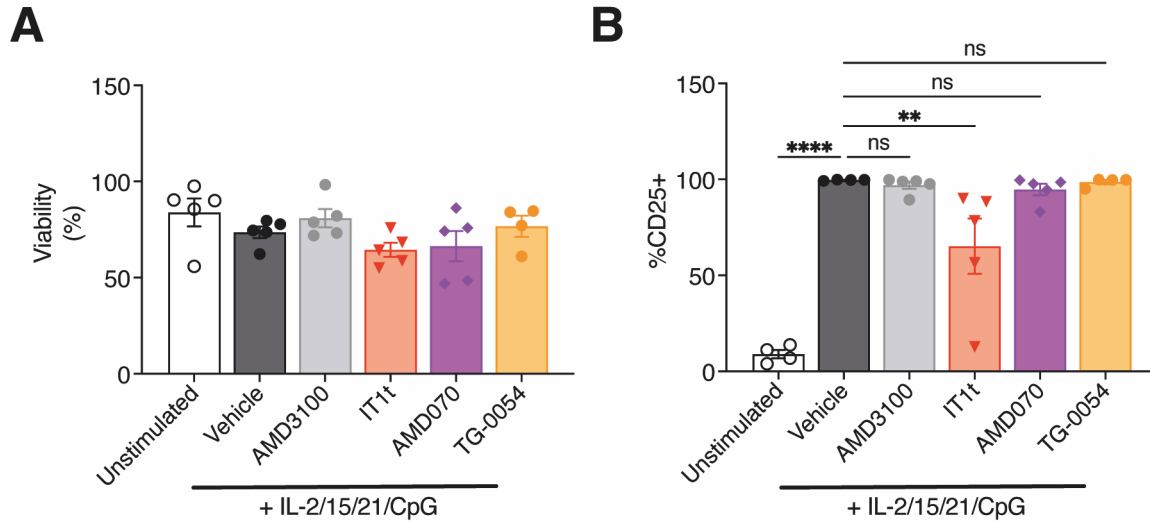 A
Viability
(%)
150
100
50
0
Unstimulated
Vehicle
AMD3100
IT1t
AMD070
TG-0054
+ IL-2/15/21/CpG
B
%CD25+
150
100
50
0
ns
ns
**
**** ns
Unstimulated
Vehicle
AMD3100
IT1t
AMD070
TG-0054
+ IL-2/15/21/CpG